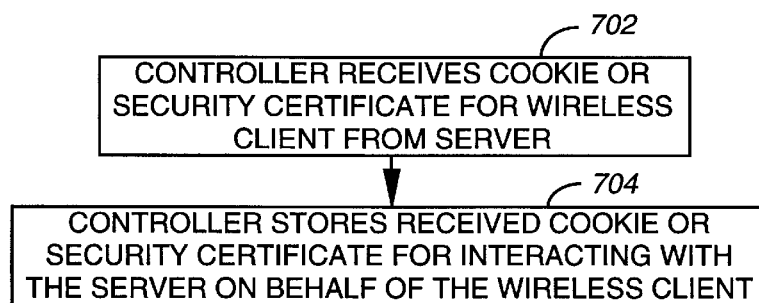 702
CONTROLLER RECEIVES COOKIE OR
SECURITY CERTIFICATE FOR WIRELESS
CLIENT FROM SERVER
704
CONTROLLER STORES RECEIVED COOKIE OR
SECURITY CERTIFICATE FOR INTERACTING WITH
THE SERVER ON BEHALF OF THE WIRELESS CLIENT